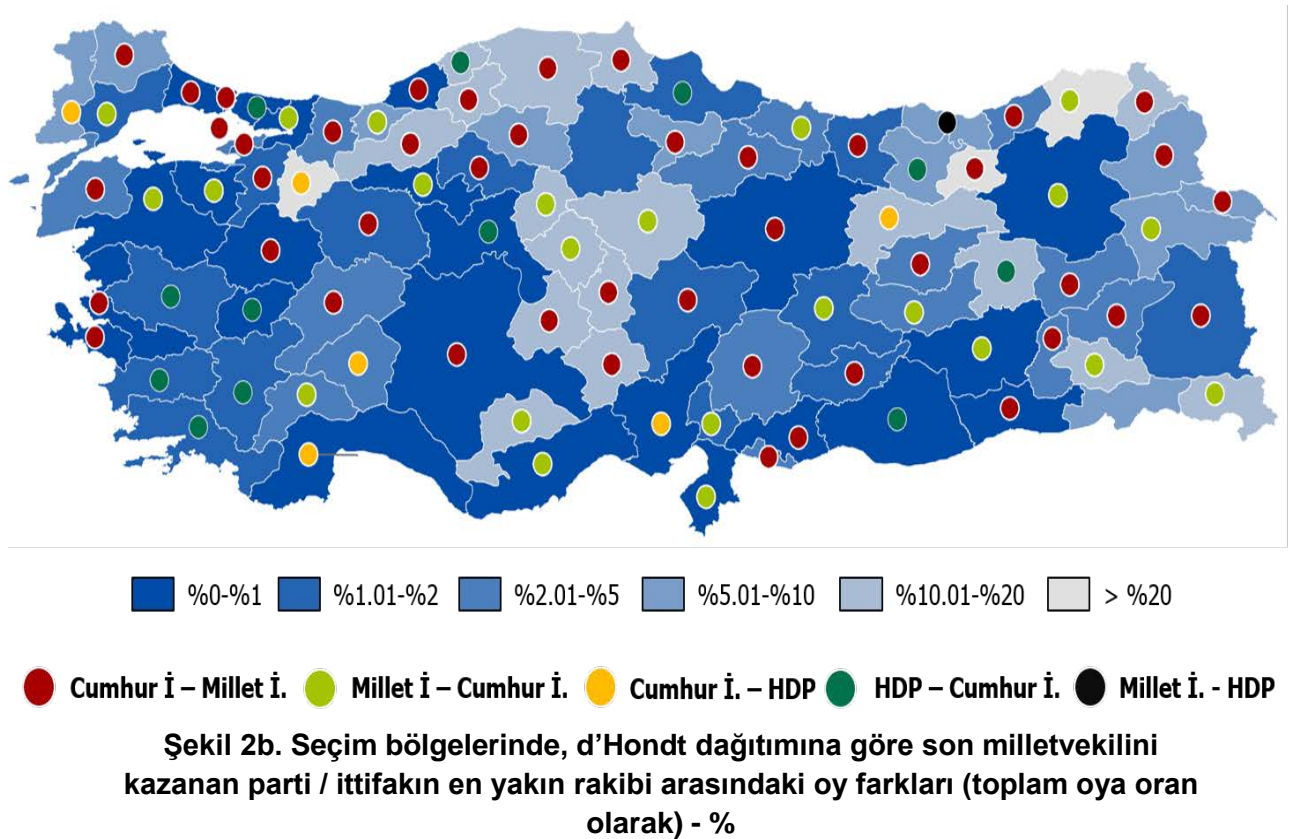 %0-%1 %1.01-%2 %2.01-%5 %5.01-%10 %10.01-%20 > %20
Cumhur İ – Millet İ. Millet İ – Cumhur İ. Cumhur İ. – HDP HDP – Cumhur İ. Millet İ. - HDP
Şekil 2b. Seçim bölgelerinde, d’Hondt dağıtımına göre son milletvekilini
kazanan parti / ittifakın en yakın rakibi arasındaki oy farkları (toplam oya oran
olarak) - %